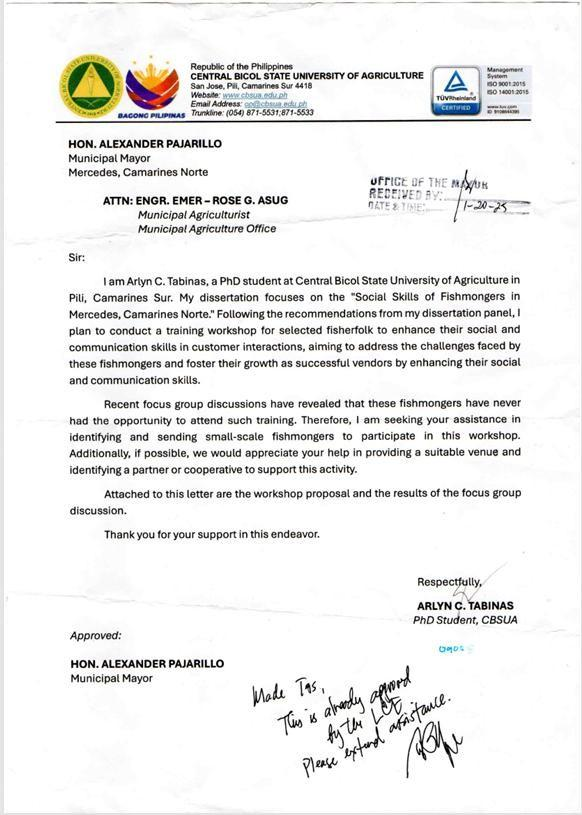 Republic of the Philippines
CENTRAL BICOL STATE UNIVERSITY OF AGRICULTURE
San Jose, Pili, Camarines Sur 4418
Website: www.cbsua.edu.ph
Email Address: op@cbsua.edu.ph
Trunkline: (054) 871-5531;871-5533
BAGONG PILIPINAS
TÜVRheinland
CERTIFIED
Management
System
ISO 9001:2015
ISO 14001:2015
www.tuv.com
HON. ALEXANDER PAJARILLO
Municipal Mayor
Mercedes, Camarines Norte
OFFICE OF THE MAYOR
RECEIVED BY:
DATE & TIME: 1-20-25
ATTN: ENGR. EMER – ROSE G. ASUG
Municipal Agriculturist
Municipal Agriculture Office
Sir:
I am Arlyn C. Tabinas, a PhD student at Central Bicol State University of Agriculture in
Pili, Camarines Sur. My dissertation focuses on the "Social Skills of Fishmongers in
Mercedes, Camarines Norte." Following the recommendations from my dissertation panel, I
plan to conduct a training workshop for selected fisherfolk to enhance their social and
communication skills in customer interactions, aiming to address the challenges faced by
these fishmongers and foster their growth as successful vendors by enhancing their social
and communication skills.
Recent focus group discussions have revealed that these fishmongers have never
had the opportunity to attend such training. Therefore, I am seeking your assistance in
identifying and sending small-scale fishmongers to participate in this workshop.
Additionally, if possible, we would appreciate your help in providing a suitable venue and
identifying a partner or cooperative to support this activity.
Attached to this letter are the workshop proposal and the results of the focus group
discussion.
Thank you for your support in this endeavor.
Respectfully,
ARLYN C. TABINAS
PhD Student, CBSUA
Approved:
HON. ALEXANDER PAJARILLO
Municipal Mayor
This is already approved
by the LCE
Please extend assistance.